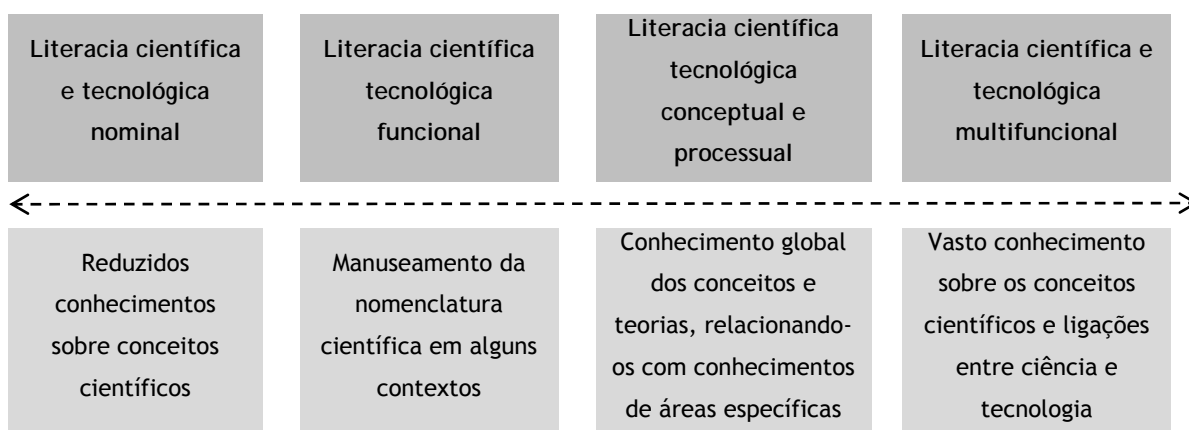 Literacia científica
e tecnológica
nominal
Literacia científica
tecnológica
funcional
Literacia científica
tecnológica
conceptual e
processual
Literacia científica e
tecnológica
multifuncional
Reduzidos
conhecimentos
sobre conceitos
científicos
Manuseamento da
nomenclatura
científica em alguns
contextos
Conhecimento global
dos conceitos e
teorias, relacionando-
os com conhecimentos
de áreas específicas
Vasto conhecimento
sobre os conceitos
científicos e ligações
entre ciência e
tecnologia